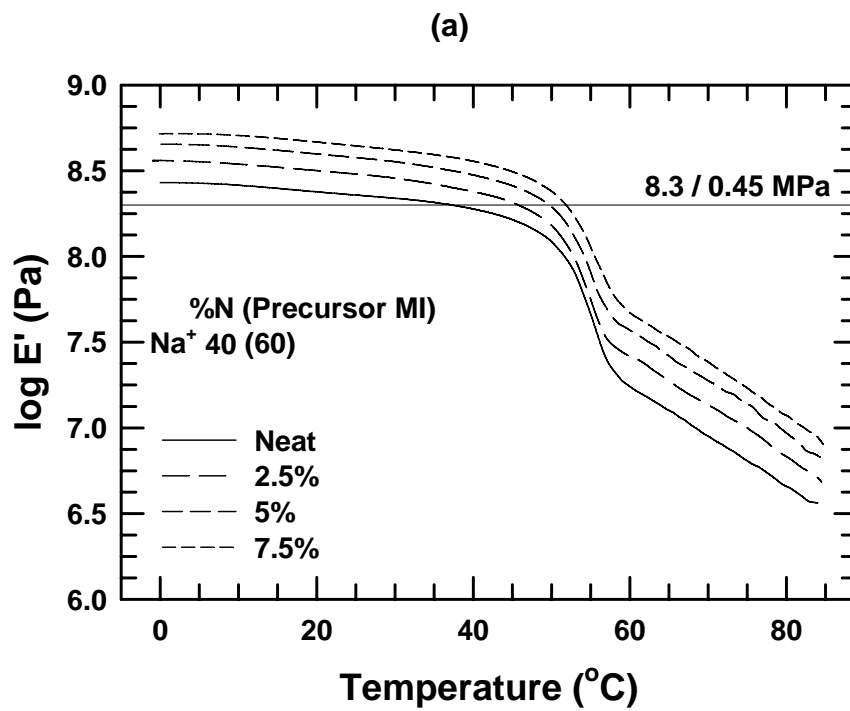 (a)
9.0
8.5
8.0
7.5
7.0
6.5
6.0
log E' (Pa)
8.3 / 0.45 MPa
%N (Precursor MI)
Na⁺ 40 (60)
Neat
2.5%
5%
7.5%
0 20 40 60 80
Temperature (°C)